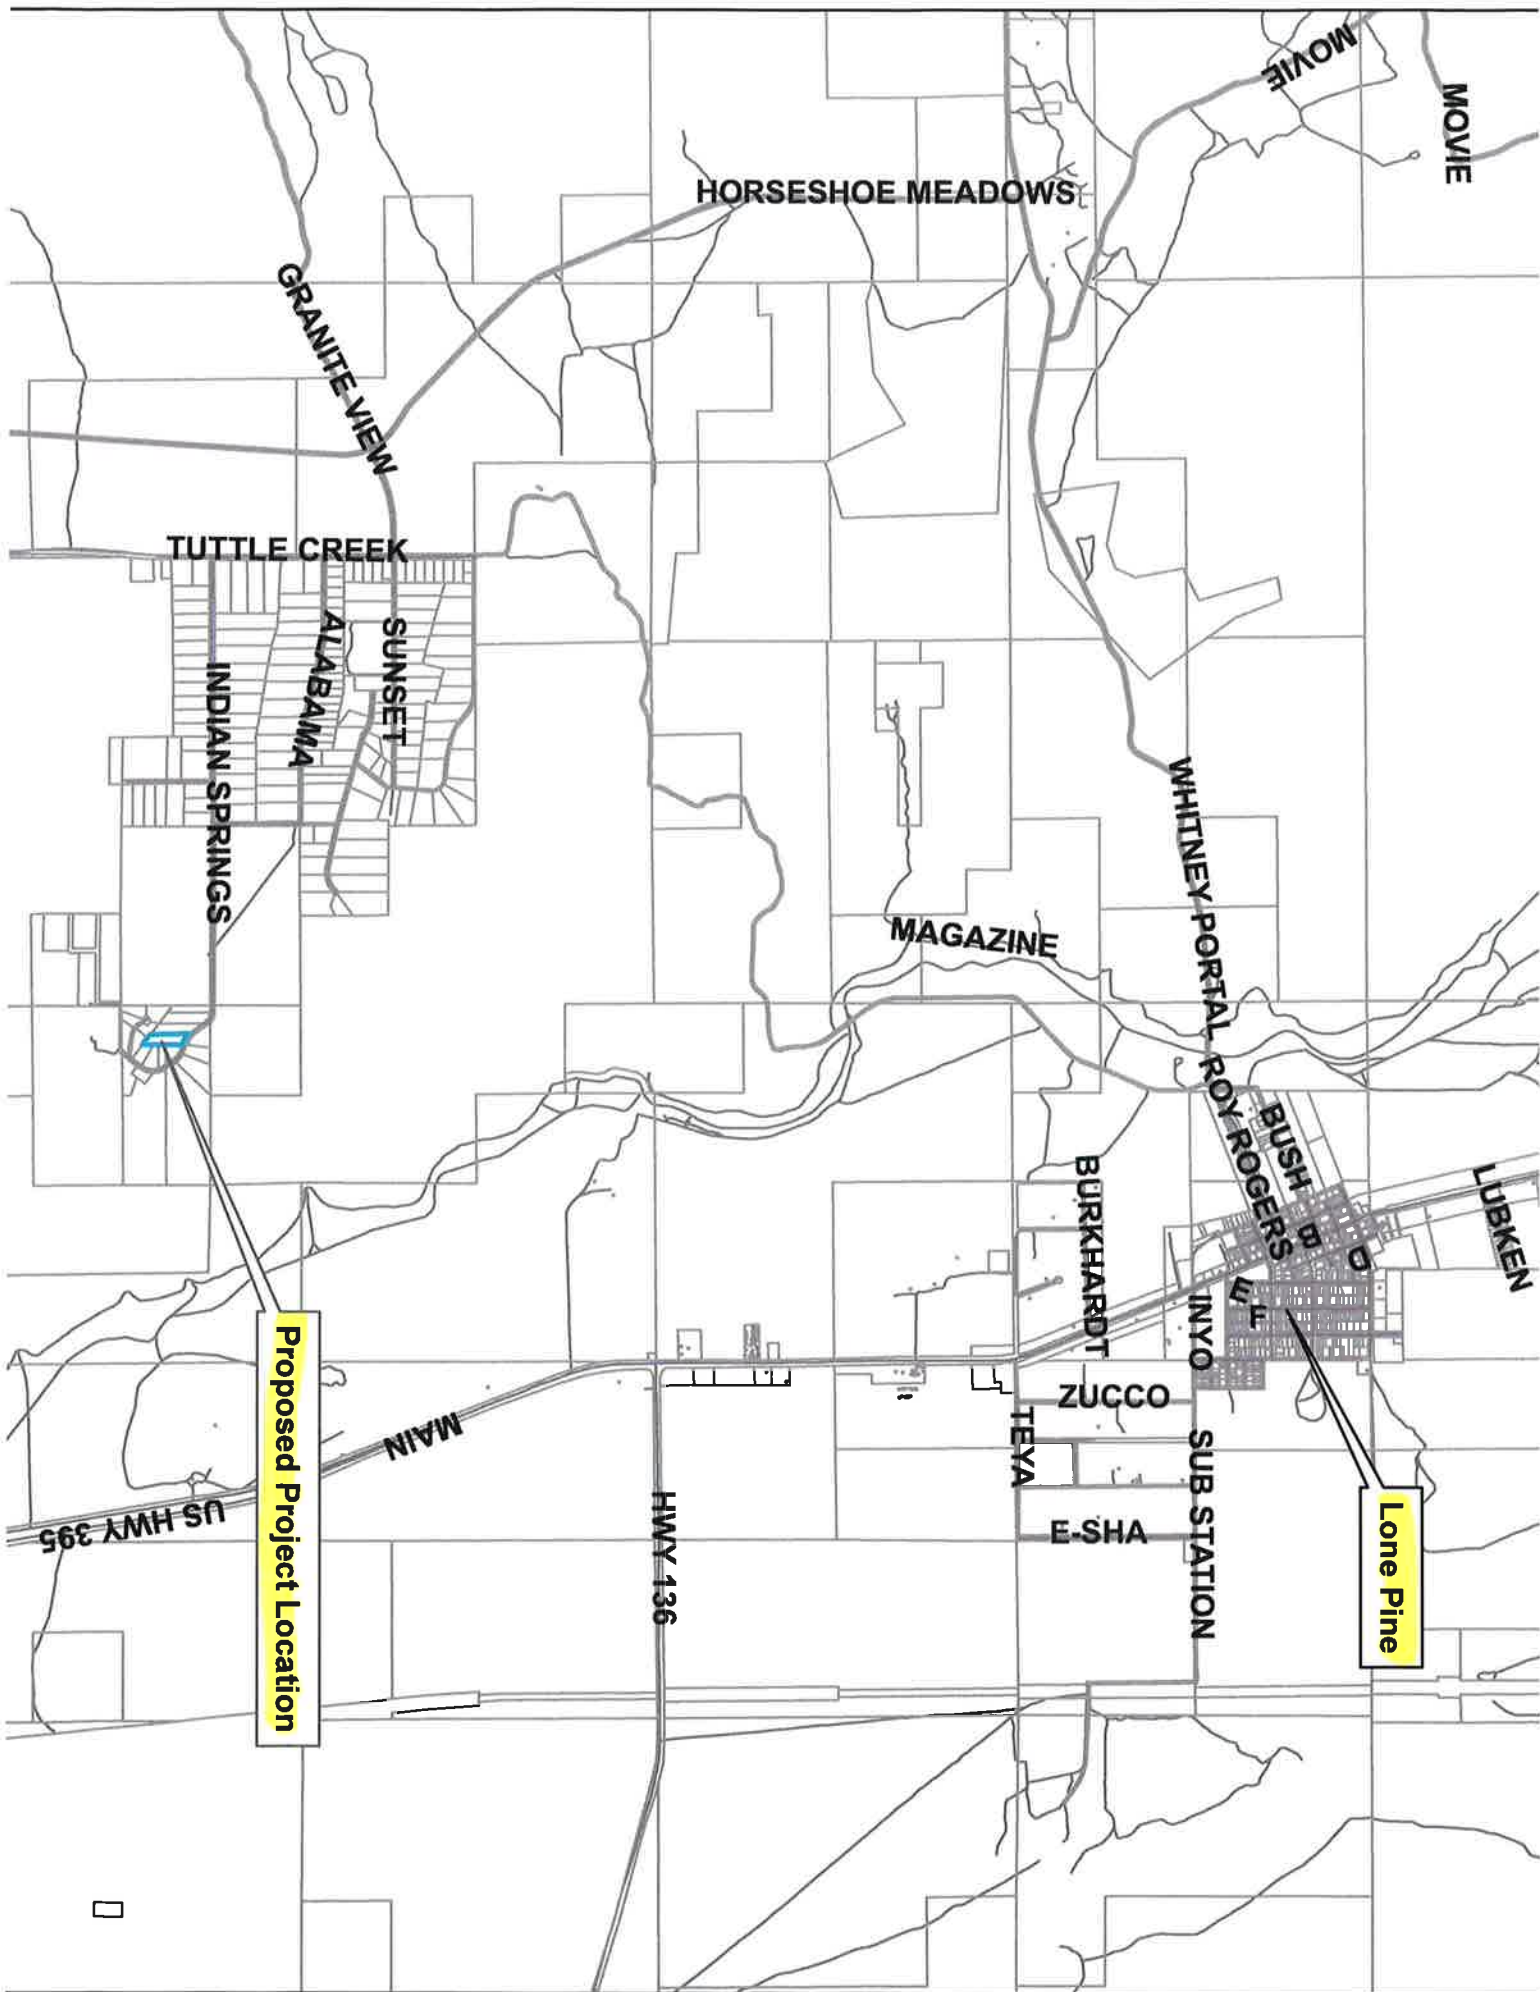 MOVIE
MOVIE
HORSESHOE MEADOWS
GRANITE VIEW
TUTTLE CREEK
ALABAMA
SUNSET
INDIAN SPRINGS
WHITNEY PORTAL
MAGAZINE
ROY ROGERS
BUSH
B
D
LUBKEN
BURKHARDT
E
F
INYO
ZUCCO
TEYA
SUB STATION
E-SHA
MAIN
US HWY 395
HWY 136
Proposed Project Location
Lone Pine